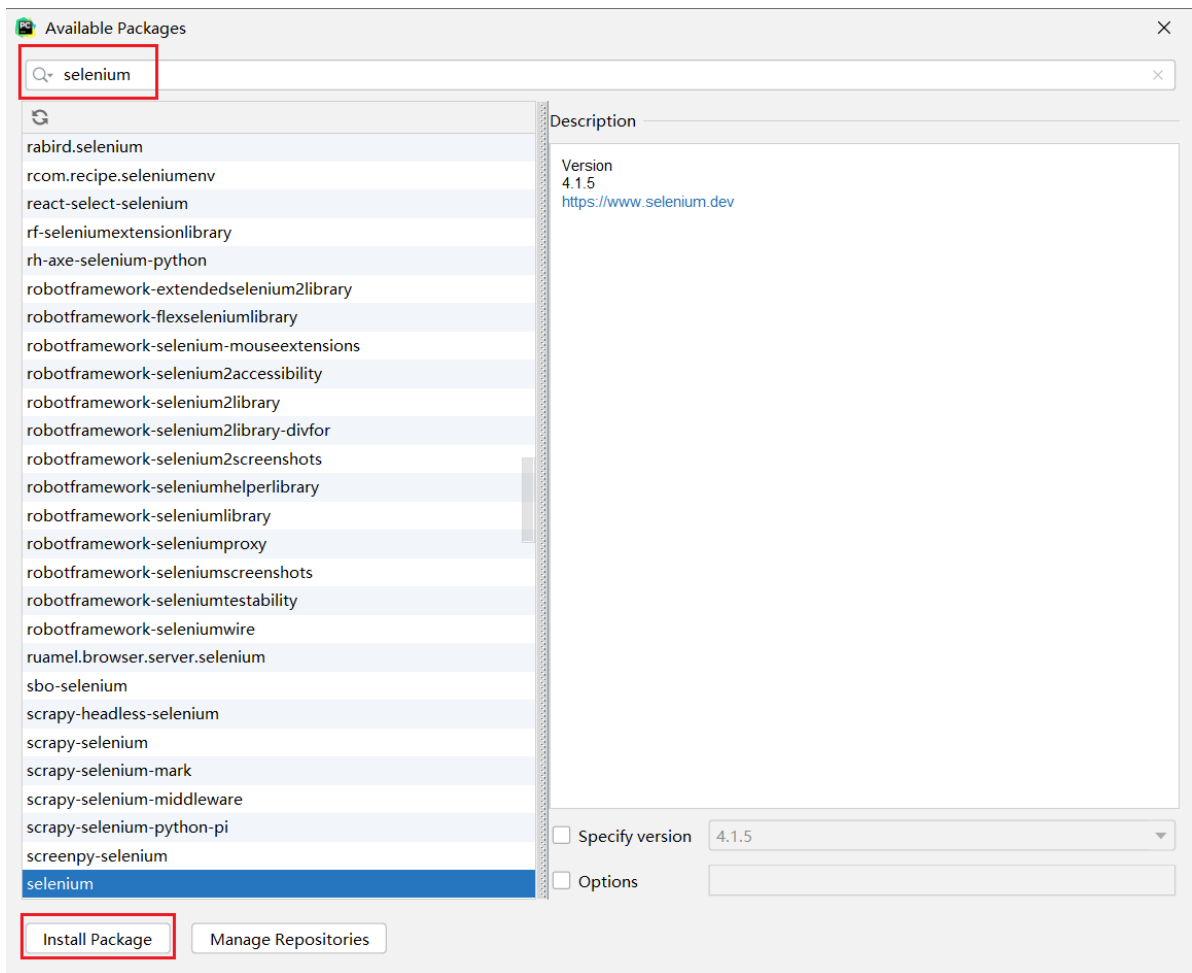 Available Packages
selenium
rabird.selenium
rcom.recipe.seleniumenv
react-select-selenium
rf-seleniumextensionlibrary
rh-axe-selenium-python
robotframework-extendedselenium2library
robotframework-flexseleniumlibrary
robotframework-selenium-mouseextensions
robotframework-selenium2accessibility
robotframework-selenium2library
robotframework-selenium2library-divfor
robotframework-selenium2screenshots
robotframework-seleniumhelperlibrary
robotframework-seleniumlibrary
robotframework-seleniumproxy
robotframework-seleniumscreenshots
robotframework-seleniumtestability
robotframework-seleniumwire
ruamel.browser.server.selenium
sbo-selenium
scrapy-headless-selenium
scrapy-selenium
scrapy-selenium-mark
scrapy-selenium-middleware
scrapy-selenium-python-pi
screenpy-selenium
selenium
Description
Version
4.1.5
https://www.selenium.dev
Specify version 4.1.5
Options
Install Package Manage Repositories